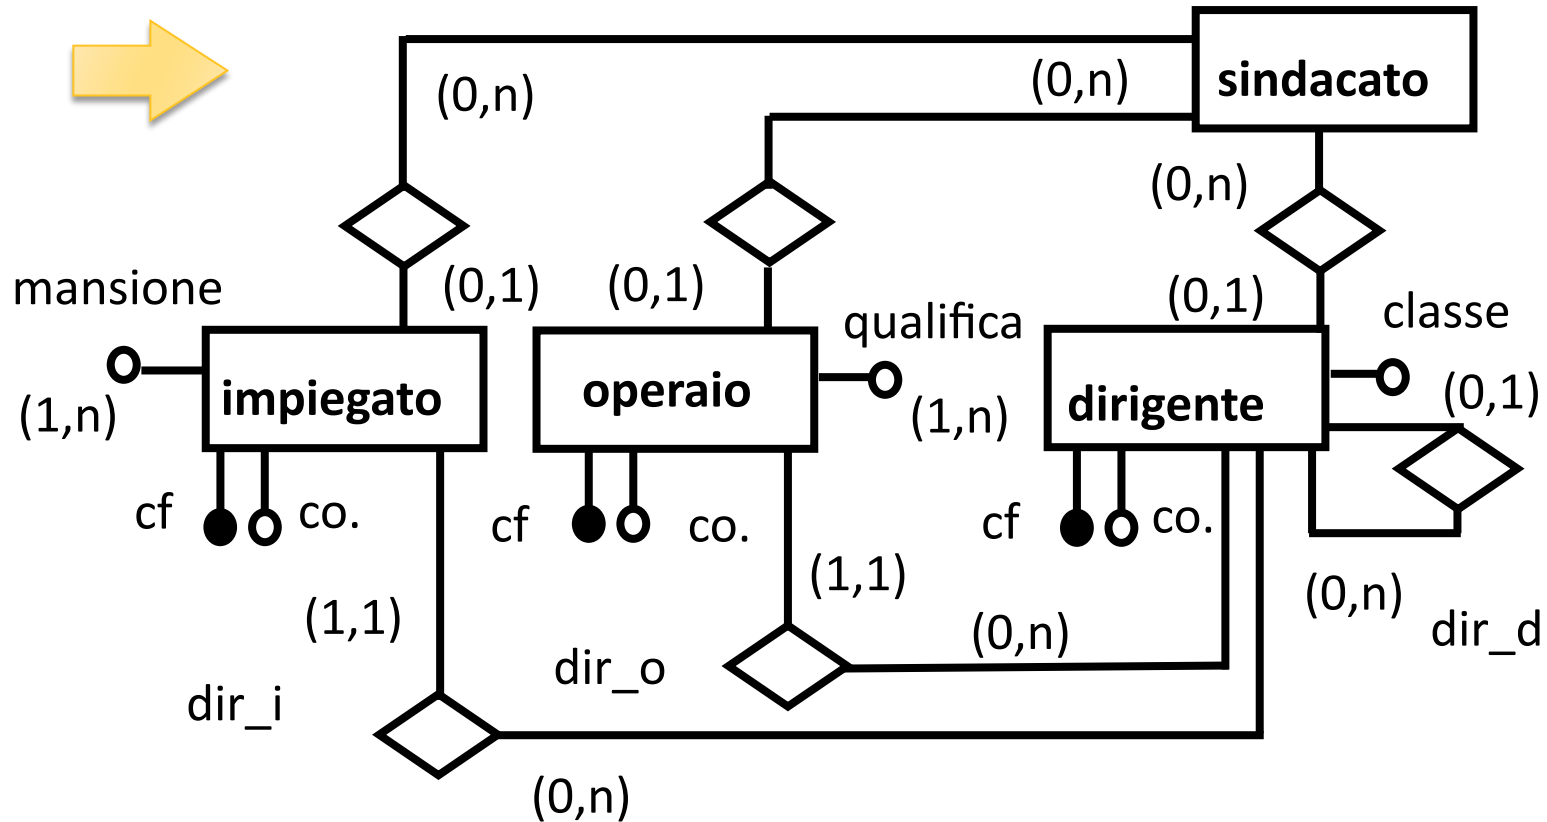 sindacato
(0,n)
(0,n)
(0,n)
(0,1)
(0,1)
(0,1)
mansione
qualifica
classe
(1,n)
impiegato
operaio
(1,n)
dirigente
(0,1)
cf
co.
cf
co.
cf
co.
(1,1)
(1,1)
(0,n)
(0,n)
dir_d
dir_i
dir_o
(0,n)